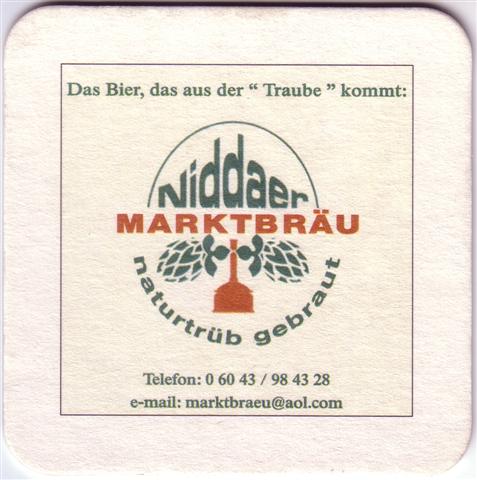 Das Bier, das aus der “ Traube ” kommt:
Niddaer
MARKTBRÄU
naturtrüb gebraut
Telefon: 0 60 43 / 98 43 28
e-mail: marktbraeu@aol.com